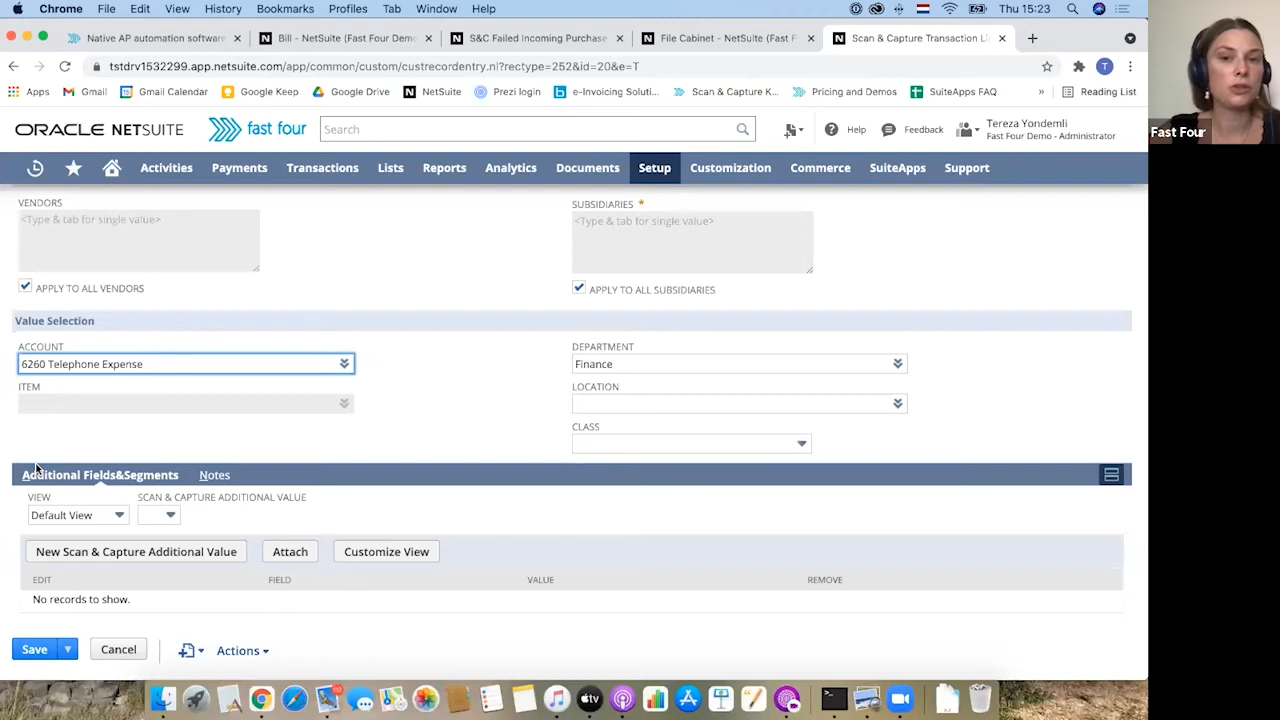 Chrome File Edit View History Bookmarks Profiles Tab Window Help Thu 15:23
Native AP automation software
Bill - NetSuite (Fast Four Demo
S&C Failed Incoming Purchase
File Cabinet - NetSuite (Fast F
Scan & Capture Transaction Li
tstdrv1532299.app.netsuite.com/app/common/custom/custrecordentry.nl?rectype=252&id=20&e=T
T
Apps Gmail Gmail Calendar Google Keep Google Drive NetSuite Prezi login e-Invoicing Soluti... Scan & Capture K... Pricing and Demos SuiteApps FAQ » Reading List
ORACLE NETSUITE fast four Search Help Feedback Tereza Yondemli
Fast Four Demo - Administrator
Fast Four
Activities Payments Transactions Lists Reports Analytics Documents Setup Customization Commerce SuiteApps Support
VENDORS SUBSIDIARIES *
<Type & tab for single value> <Type & tab for single value>
APPLY TO ALL VENDORS APPLY TO ALL SUBSIDIARIES
Value Selection
ACCOUNT DEPARTMENT
6260 Telephone Expense Finance
ITEM LOCATION
CLASS
Additional Fields&Segments Notes
VIEW SCAN & CAPTURE ADDITIONAL VALUE
Default View
New Scan & Capture Additional Value Attach Customize View
EDIT FIELD VALUE REMOVE
No records to show.
Save Cancel Actions
tv